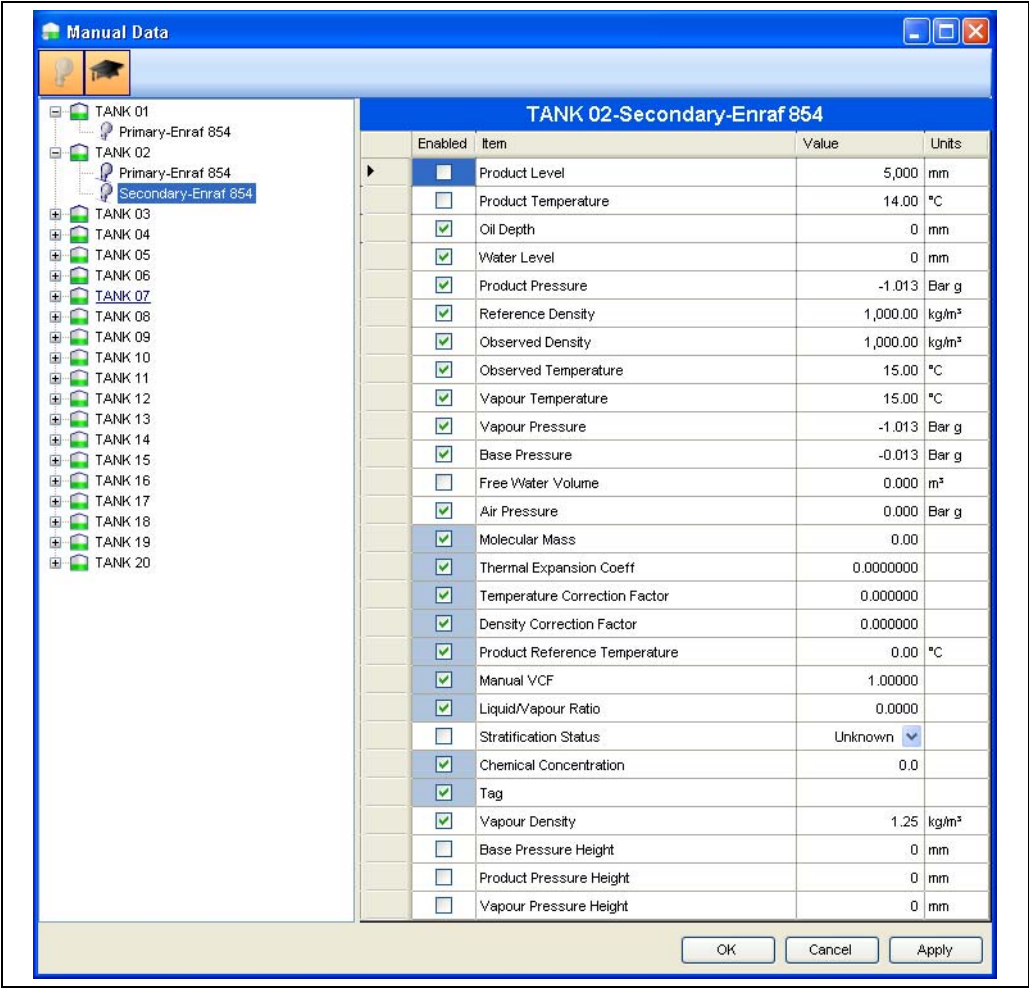 Manual Data
TANK 01
Primary-Enraf 854
TANK 02
Primary-Enraf 854
Secondary-Enraf 854
TANK 03
TANK 04
TANK 05
TANK 06
TANK 07
TANK 08
TANK 09
TANK 10
TANK 11
TANK 12
TANK 13
TANK 14
TANK 15
TANK 16
TANK 17
TANK 18
TANK 19
TANK 20
TANK 02-Secondary-Enraf 854
Enabled Item Value Units
Product Level 5,000 mm
Product Temperature 14.00 °C
Oil Depth 0 mm
Water Level 0 mm
Product Pressure -1.013 Bar g
Reference Density 1,000.00 kg/m³
Observed Density 1,000.00 kg/m³
Observed Temperature 15.00 °C
Vapour Temperature 15.00 °C
Vapour Pressure -1.013 Bar g
Base Pressure -0.013 Bar g
Free Water Volume 0.000 m³
Air Pressure 0.000 Bar g
Molecular Mass 0.00
Thermal Expansion Coeff 0.0000000
Temperature Correction Factor 0.000000
Density Correction Factor 0.000000
Product Reference Temperature 0.00 °C
Manual VCF 1.00000
Liquid/Vapour Ratio 0.0000
Stratification Status Unknown
Chemical Concentration 0.0
Tag
Vapour Density 1.25 kg/m³
Base Pressure Height 0 mm
Product Pressure Height 0 mm
Vapour Pressure Height 0 mm
OK Cancel Apply